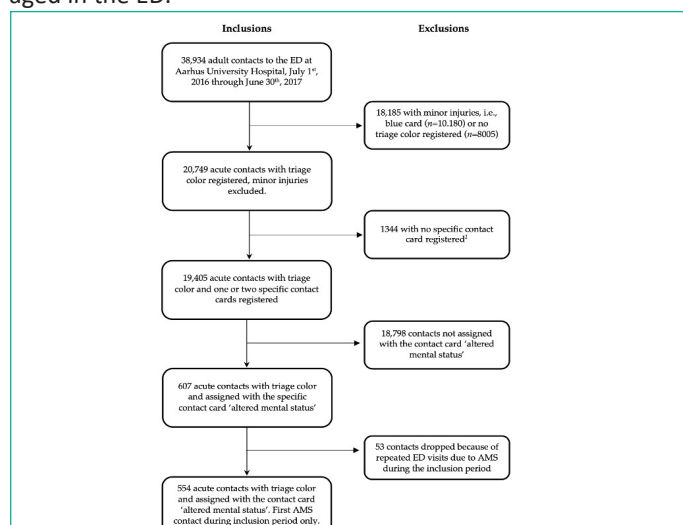 aged in the ED.
Inclusions
Exclusions
38,934 adult contacts to the ED at
Aarhus University Hospital, July 1st,
2016 through June 30th, 2017
18,185 with minor injuries, i.e.,
blue card (n=10.180) or no
triage color registered (n=8005)
20,749 acute contacts with triage
color registered, minor injuries
excluded.
1344 with no specific contact
card registered‡
19,405 acute contacts with triage
color and one or two specific contact
cards registered
18,798 contacts not assigned
with the contact card 'altered
mental status'
607 acute contacts with triage color
and assigned with the specific
contact card 'altered mental status'
53 contacts dropped because of
repeated ED visits due to AMS
during the inclusion period
554 acute contacts with triage color
and assigned with the contact card
'altered mental status'. First AMS
contact during inclusion period only.